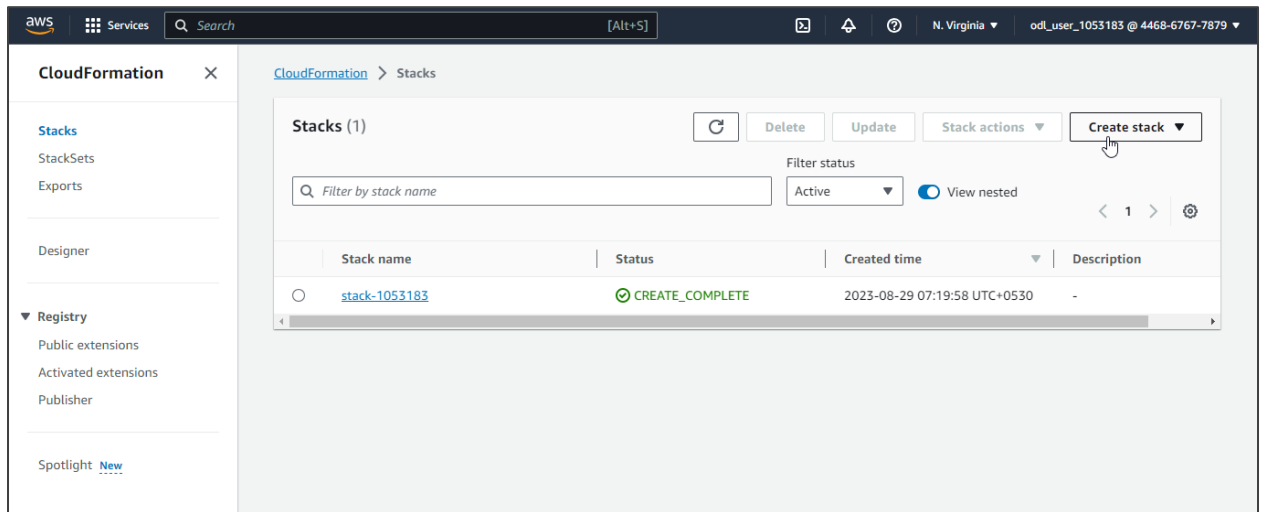 aws Services Search [Alt+S] N. Virginia ▼ odl_user_1053183 @ 4468-6767-7879 ▼
CloudFormation
Stacks
StackSets
Exports
Designer
▼ Registry
Public extensions
Activated extensions
Publisher
Spotlight New
CloudFormation > Stacks
Stacks (1)
Delete Update Stack actions ▼ Create stack ▼
Filter status
Filter by stack name Active ▼ View nested
< 1 >
Stack name Status Created time ▼ Description
stack-1053183 CREATE_COMPLETE 2023-08-29 07:19:58 UTC+0530 -